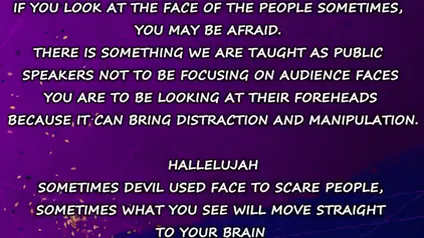 IF YOU LOOK AT THE FACE OF THE PEOPLE SOMETIMES,
YOU MAY BE AFRAID.
THERE IS SOMETHING WE ARE TAUGHT AS PUBLIC
SPEAKERS NOT TO BE FOCUSING ON AUDIENCE FACES
YOU ARE TO BE LOOKING AT THEIR FOREHEADS
BECAUSE IT CAN BRING DISTRACTION AND MANIPULATION.
HALLELUJAH
SOMETIMES DEVIL USED FACE TO SCARE PEOPLE,
SOMETIMES WHAT YOU SEE WILL MOVE STRAIGHT
TO YOUR BRAIN